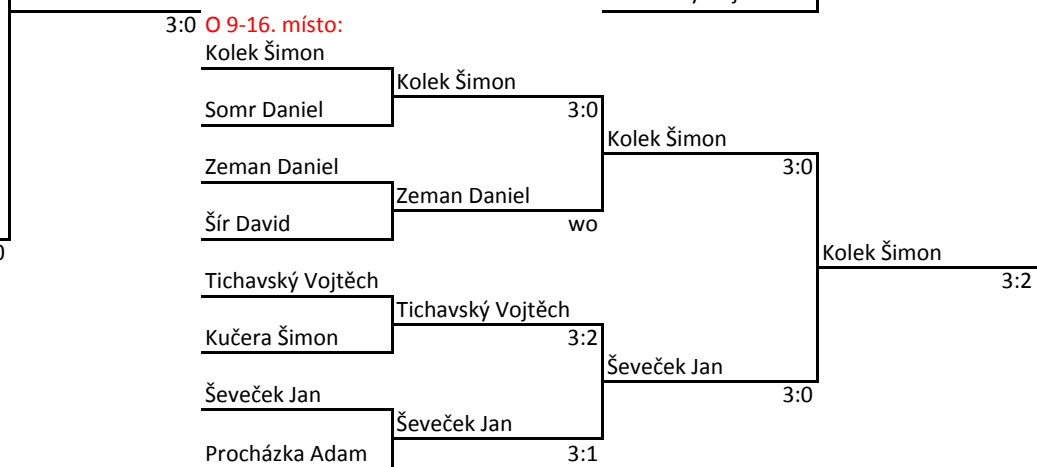 3:0 O 9-16. místo:
Kolek Šimon
Kolek Šimon
Somr Daniel
3:0
Kolek Šimon
Zeman Daniel
3:0
Zeman Daniel
Šír David
wo
Kolek Šimon
Tichavský Vojtěch
3:2
Tichavský Vojtěch
Kučera Šimon
3:2
Ševeček Jan
Ševeček Jan
3:0
Ševeček Jan
Procházka Adam
3:1